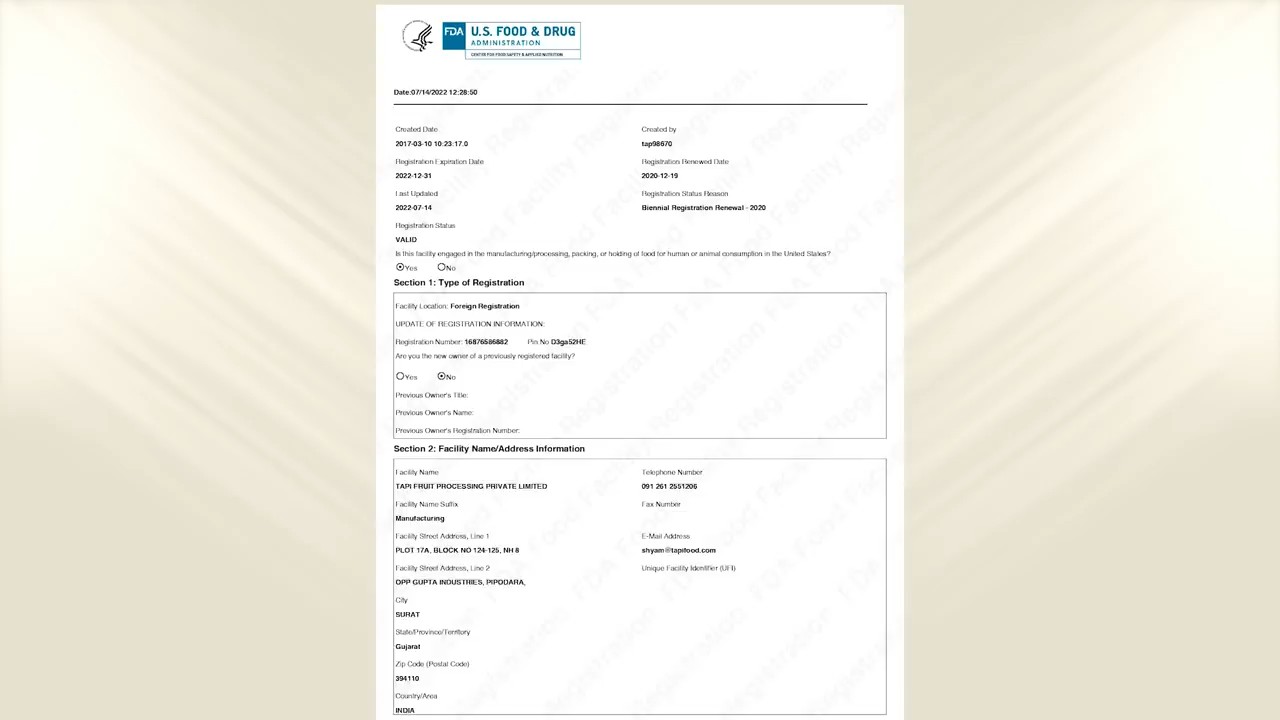 FDA U.S. FOOD & DRUG
ADMINISTRATION
CENTER FOR FOOD SAFETY & APPLIED NUTRITION
Date:07/14/2022 12:28:50
Created Date Created by
2017-03-10 10:23:17.0 tap98670
Registration Expiration Date Registration Renewed Date
2022-12-31 2020-12-19
Last Updated Registration Status Reason
2022-07-14 Biennial Registration Renewal - 2020
Registration Status
VALID
Is this facility engaged in the manufacturing/processing, packing, or holding of food for human or animal consumption in the United States?
Yes No
Section 1: Type of Registration
Facility Location: Foreign Registration
UPDATE OF REGISTRATION INFORMATION:
Registration Number: 16876586882 Pin No D3ga52HE
Are you the new owner of a previously registered facility?
Yes No
Previous Owner's Title:
Previous Owner's Name:
Previous Owner's Registration Number:
Section 2: Facility Name/Address Information
Facility Name Telephone Number
TAPI FRUIT PROCESSING PRIVATE LIMITED 091 261 2551206
Facility Name Suffix Fax Number
Manufacturing
Facility Street Address, Line 1 E-Mail Address
PLOT 17A, BLOCK NO 124-125, NH 8 shyam@tapifood.com
Facility Street Address, Line 2 Unique Facility Identifier (UFI)
OPP GUPTA INDUSTRIES, PIPODARA,
City
SURAT
State/Province/Territory
Gujarat
Zip Code (Postal Code)
394110
Country/Area
INDIA